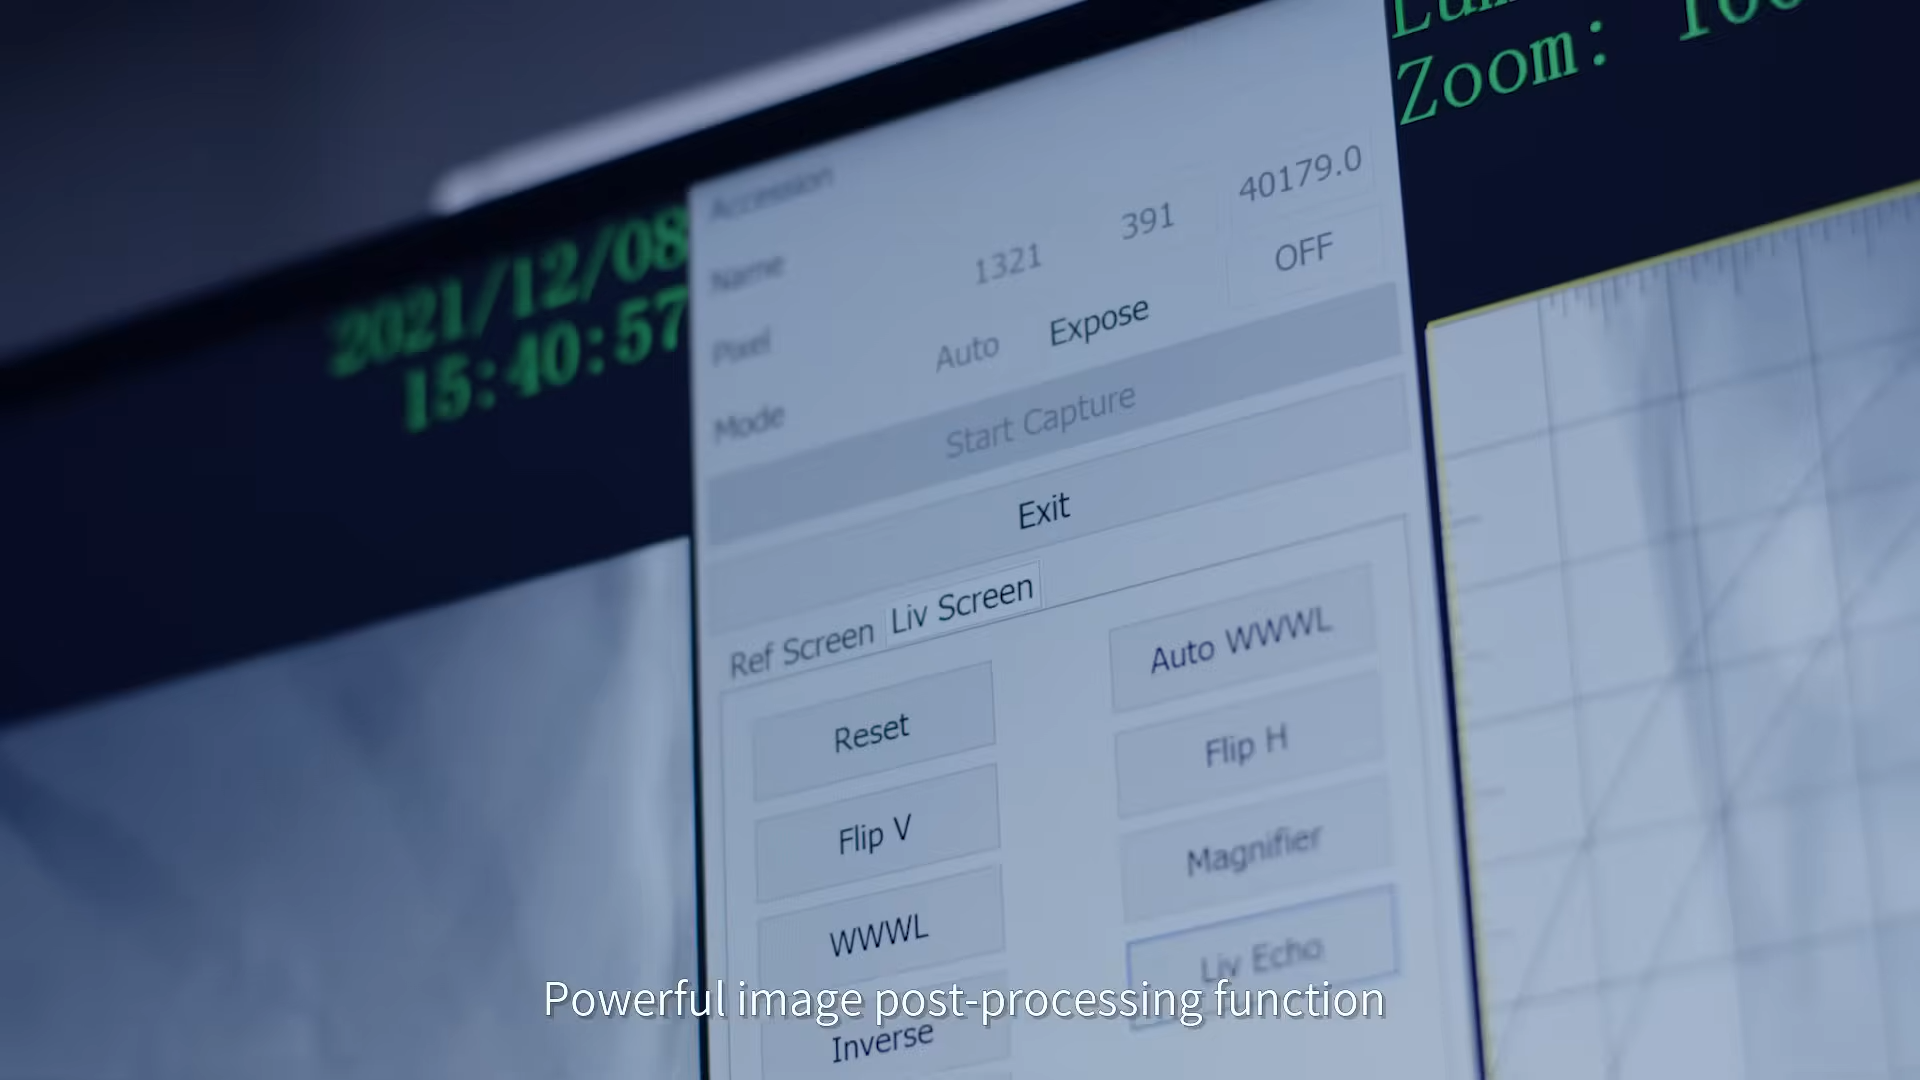 2021/12/08
15:40:57
Accession
Name
1321 391 40179.0
Pixel
Auto Expose OFF
Mode
Start Capture
Exit
Ref Screen Liv Screen
Reset Auto WWWL
Flip V Flip H
WWWL Magnifier
Inverse Liv Echo
Zoom:
Powerful image post-processing function